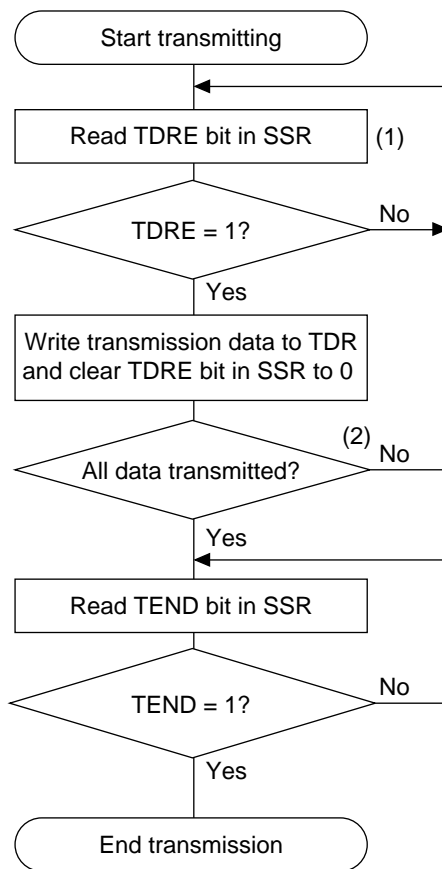 Start transmitting
Read TDRE bit in SSR
(1)
TDRE = 1?
No
Yes
Write transmission data to TDR
and clear TDRE bit in SSR to 0
(2)
All data transmitted?
No
Yes
Read TEND bit in SSR
TEND = 1?
No
Yes
End transmission